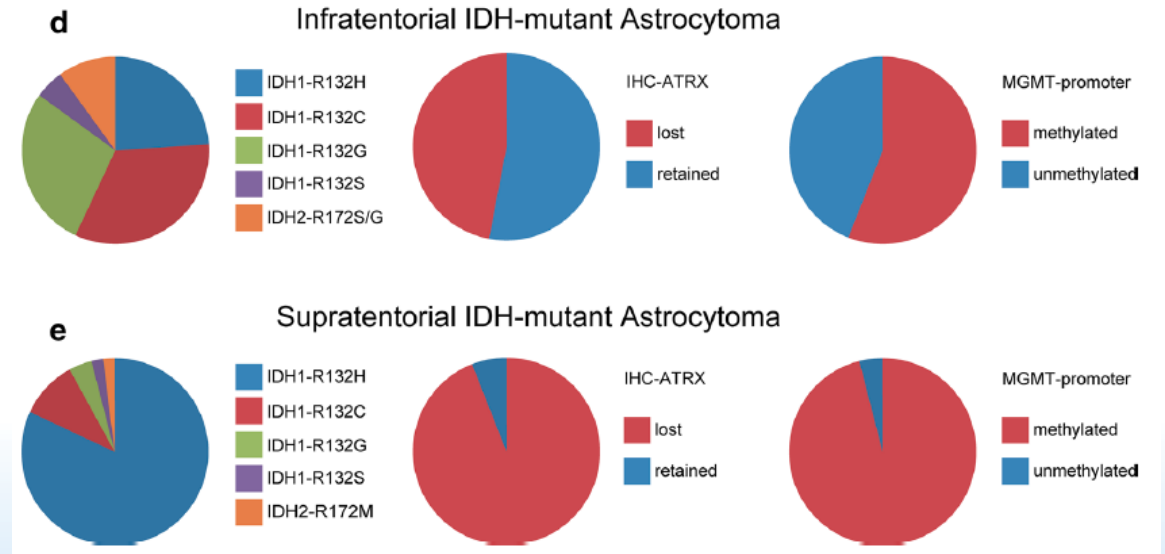 d
Infratentorial IDH-mutant Astrocytoma
IDH1-R132H
IDH1-R132C
IDH1-R132G
IDH1-R132S
IDH2-R172S/G
IHC-ATRX
lost
retained
MGMT-promoter
methylated
unmethylated
e
Supratentorial IDH-mutant Astrocytoma
IDH1-R132H
IDH1-R132C
IDH1-R132G
IDH1-R132S
IDH2-R172M
IHC-ATRX
lost
retained
MGMT-promoter
methylated
unmethylated